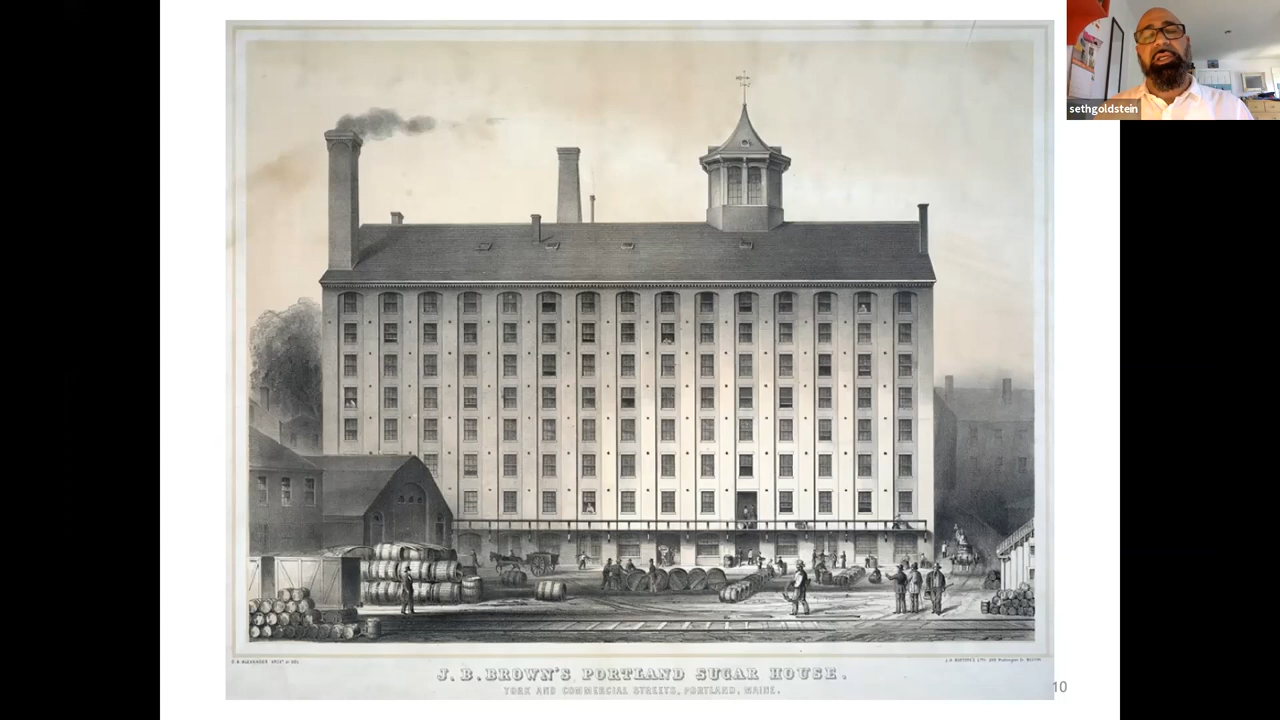 sethgoldstein
J.B. BROWN'S PORTLAND SUGAR HOUSE.
YORK AND COMMERCIAL STREETS, PORTLAND, MAINE.
10